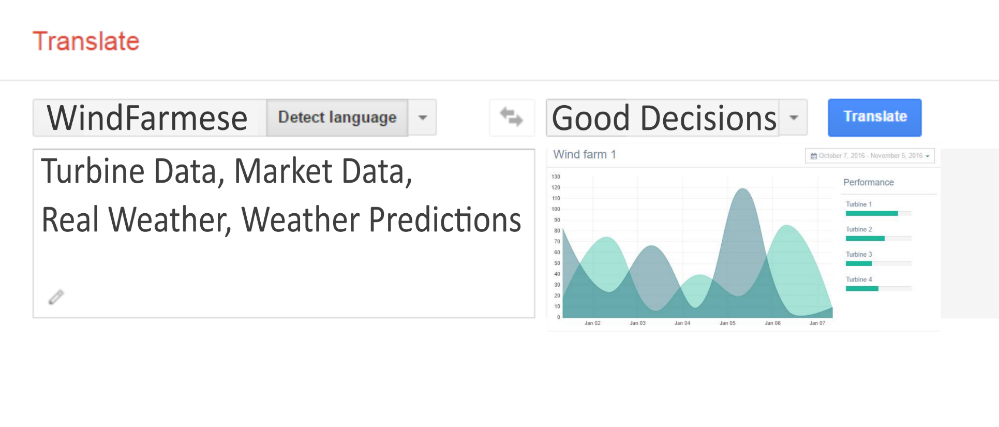 Translate
WindFarmese Detect language Good Decisions Translate
Turbine Data, Market Data,
Real Weather, Weather Predictions
Wind farm 1 October 7, 2016 - November 5, 2016
130
120
110
100
90
80
70
60
50
40
30
20
10
0
Jan 02 Jan 03 Jan 04 Jan 05 Jan 06 Jan 07
Performance
Turbine 1
Turbine 2
Turbine 3
Turbine 4